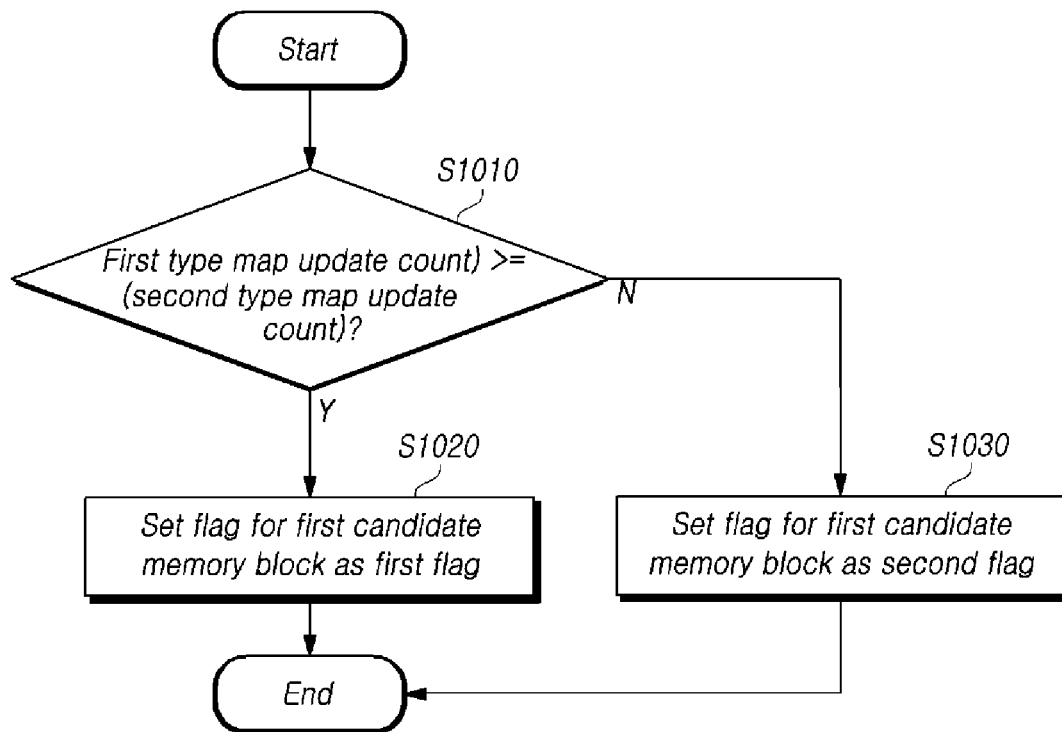 Start
S1010
First type map update count) >=
(second type map update
count)?
N
Y
S1020
S1030
Set flag for first candidate
memory block as first flag
Set flag for first candidate
memory block as second flag
End